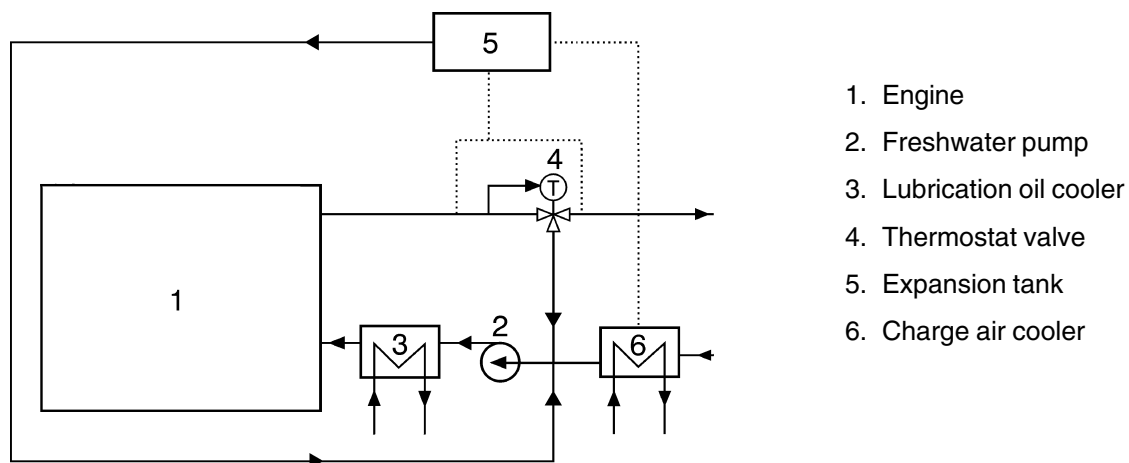 5
4
T
1
2
3
6
1. Engine
2. Freshwater pump
3. Lubrication oil cooler
4. Thermostat valve
5. Expansion tank
6. Charge air cooler